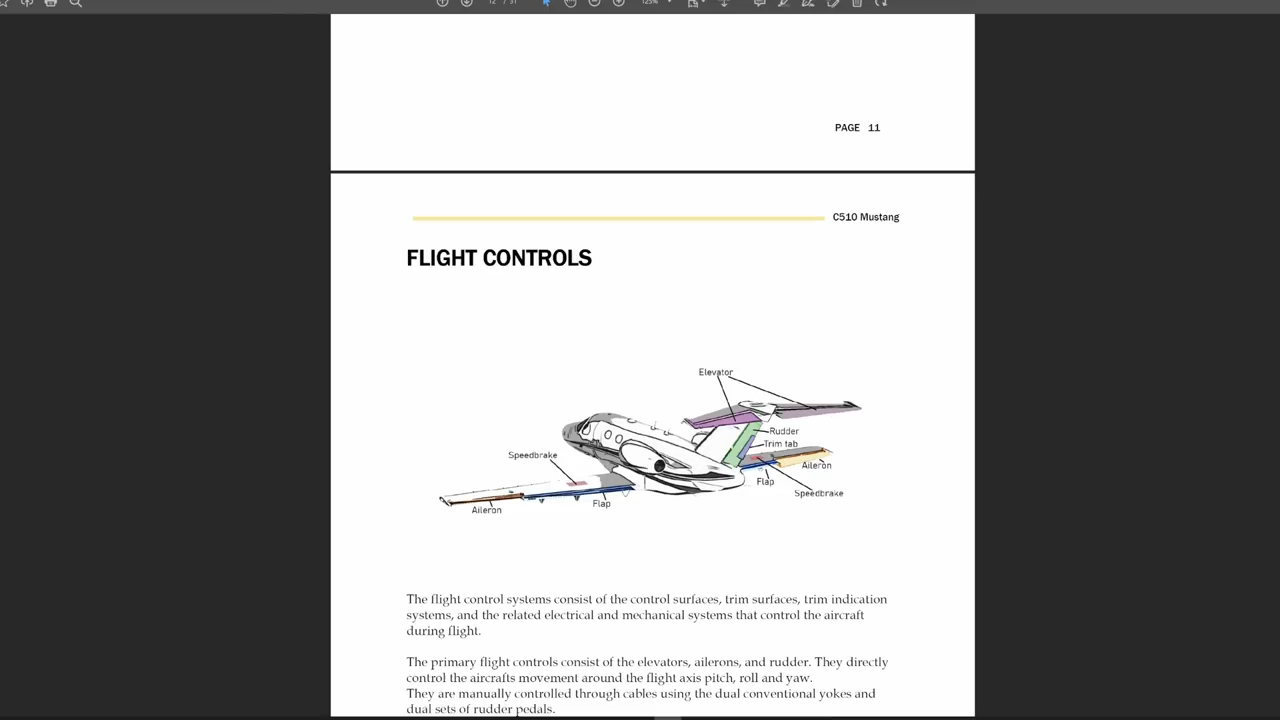 PAGE 11
C510 Mustang
FLIGHT CONTROLS
Elevator
Rudder
Trim tab
Speedbrake
Aileron
Flap
Speedbrake
Flap
Aileron
The flight control systems consist of the control surfaces, trim surfaces, trim indication
systems, and the related electrical and mechanical systems that control the aircraft
during flight.
The primary flight controls consist of the elevators, ailerons, and rudder. They directly
control the aircrafts movement around the flight axis pitch, roll and yaw.
They are manually controlled through cables using the dual conventional yokes and
dual sets of rudder pedals.